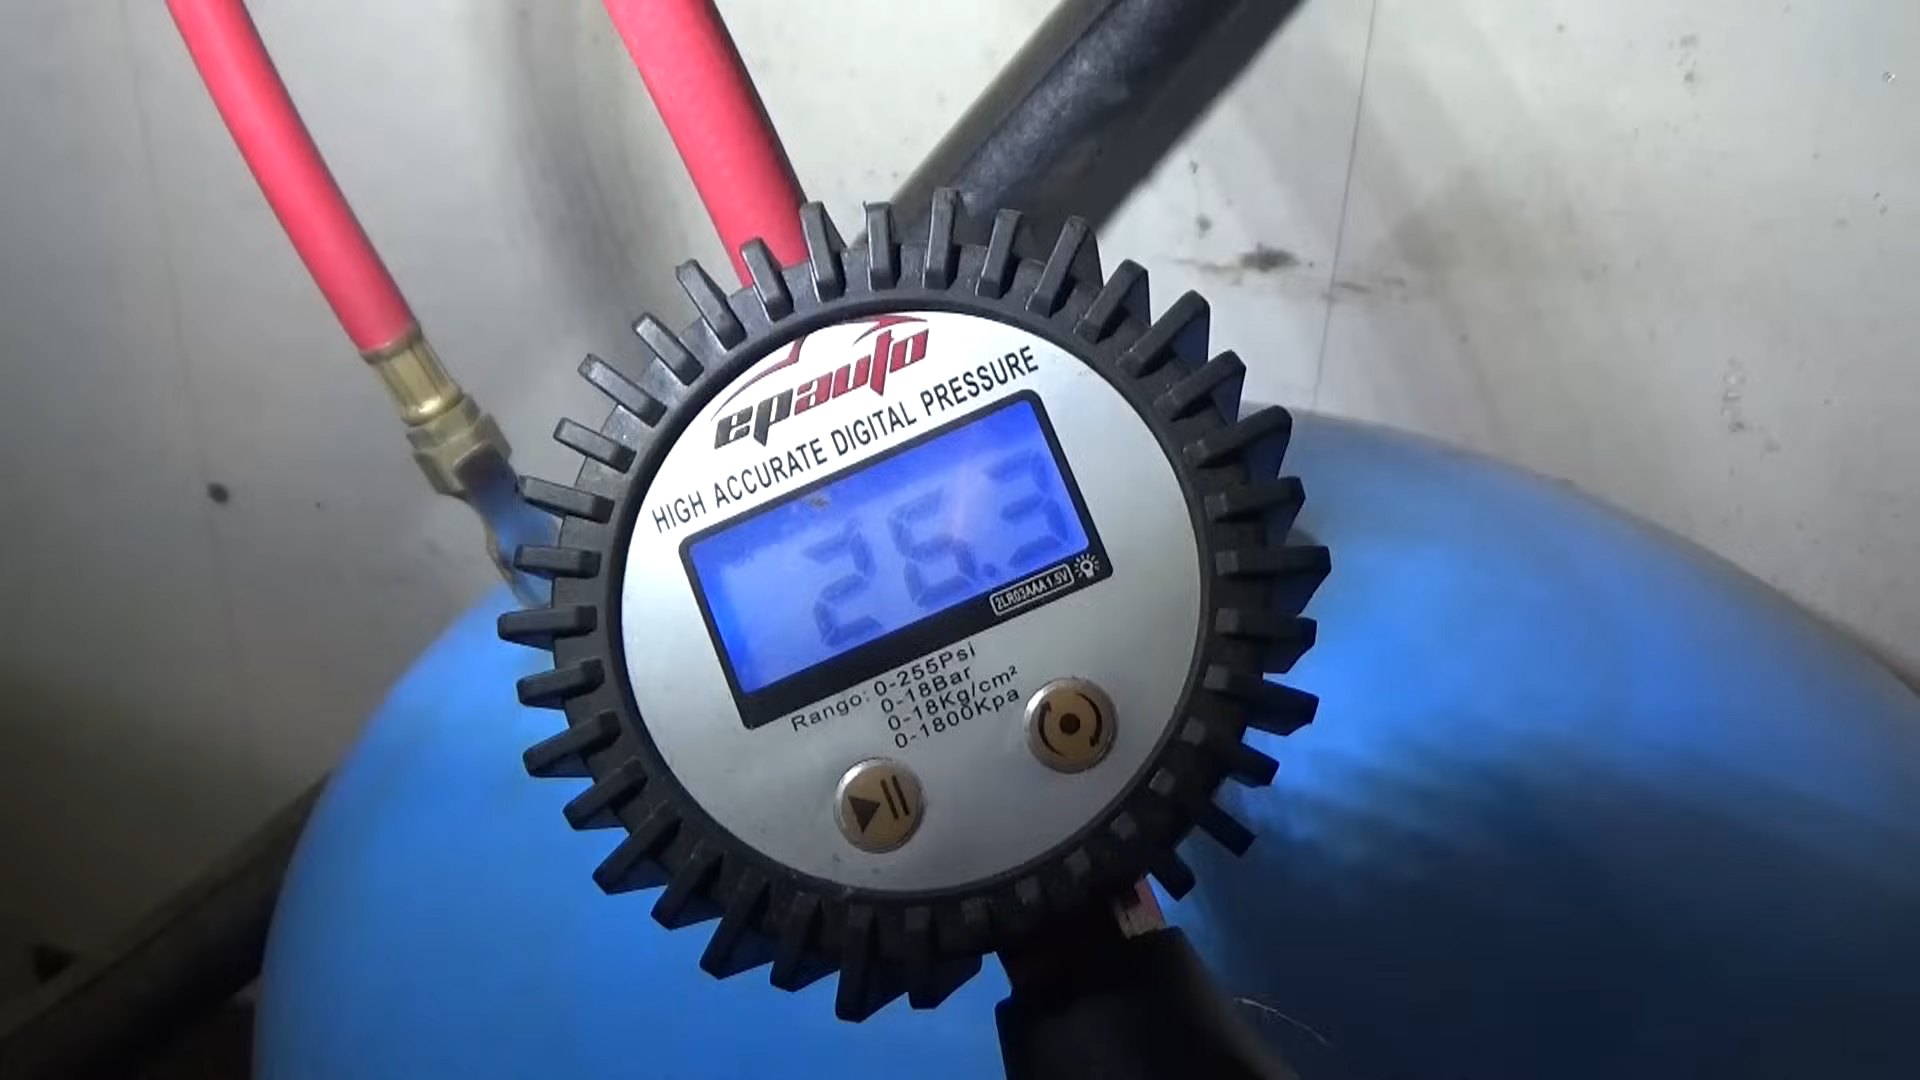 epauto
HIGH ACCURATE DIGITAL PRESSURE
26.3
2LR03AAA1.5V
Rango: 0-255Psi
0-18Bar
0-18Kg/cm²
0-1800Kpa